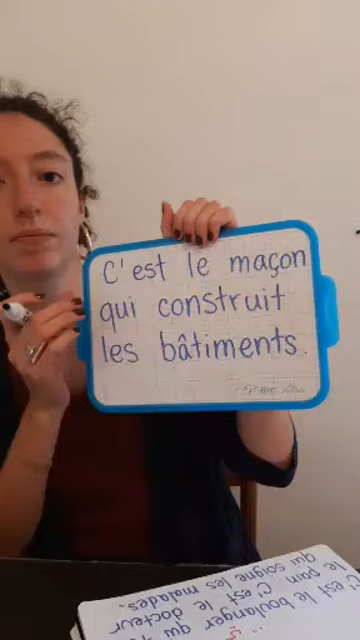 C'est le maçon
qui construit
les bâtiments.
C'est le boulanger qui
le pain. C'est le docteur
qui soigne les malades.